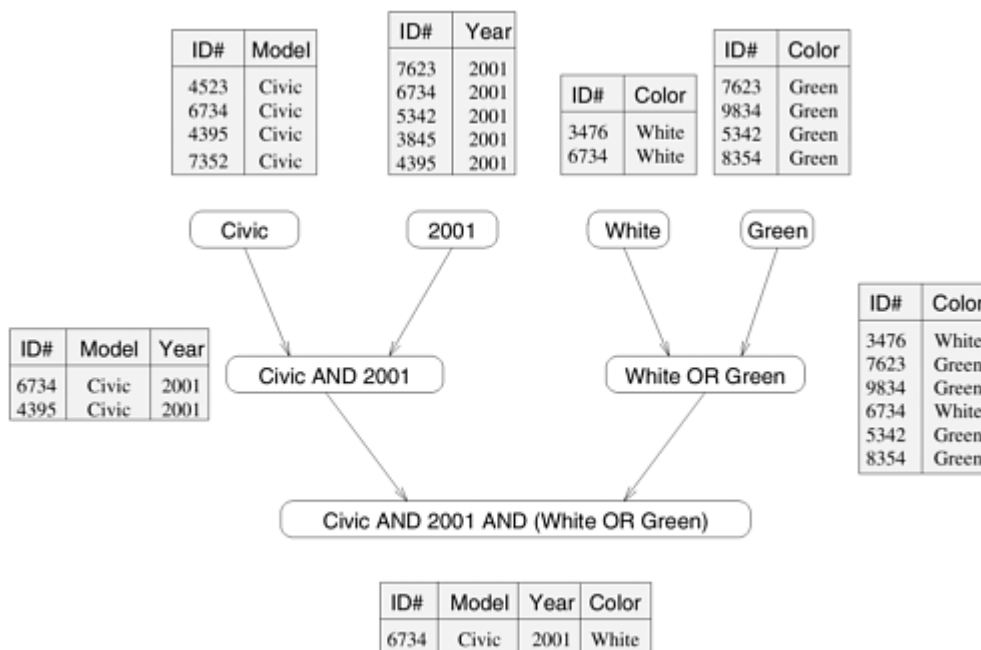 ID# Model
4523 Civic
6734 Civic
4395 Civic
7352 Civic
ID# Year
7623 2001
6734 2001
5342 2001
3845 2001
4395 2001
ID# Color
3476 White
6734 White
ID# Color
7623 Green
9834 Green
5342 Green
8354 Green
Civic
2001
White
Green
ID# Model Year
6734 Civic 2001
4395 Civic 2001
Civic AND 2001
White OR Green
ID# Color
3476 White
7623 Green
9834 Green
6734 White
5342 Green
8354 Green
Civic AND 2001 AND (White OR Green)
ID# Model Year Color
6734 Civic 2001 White